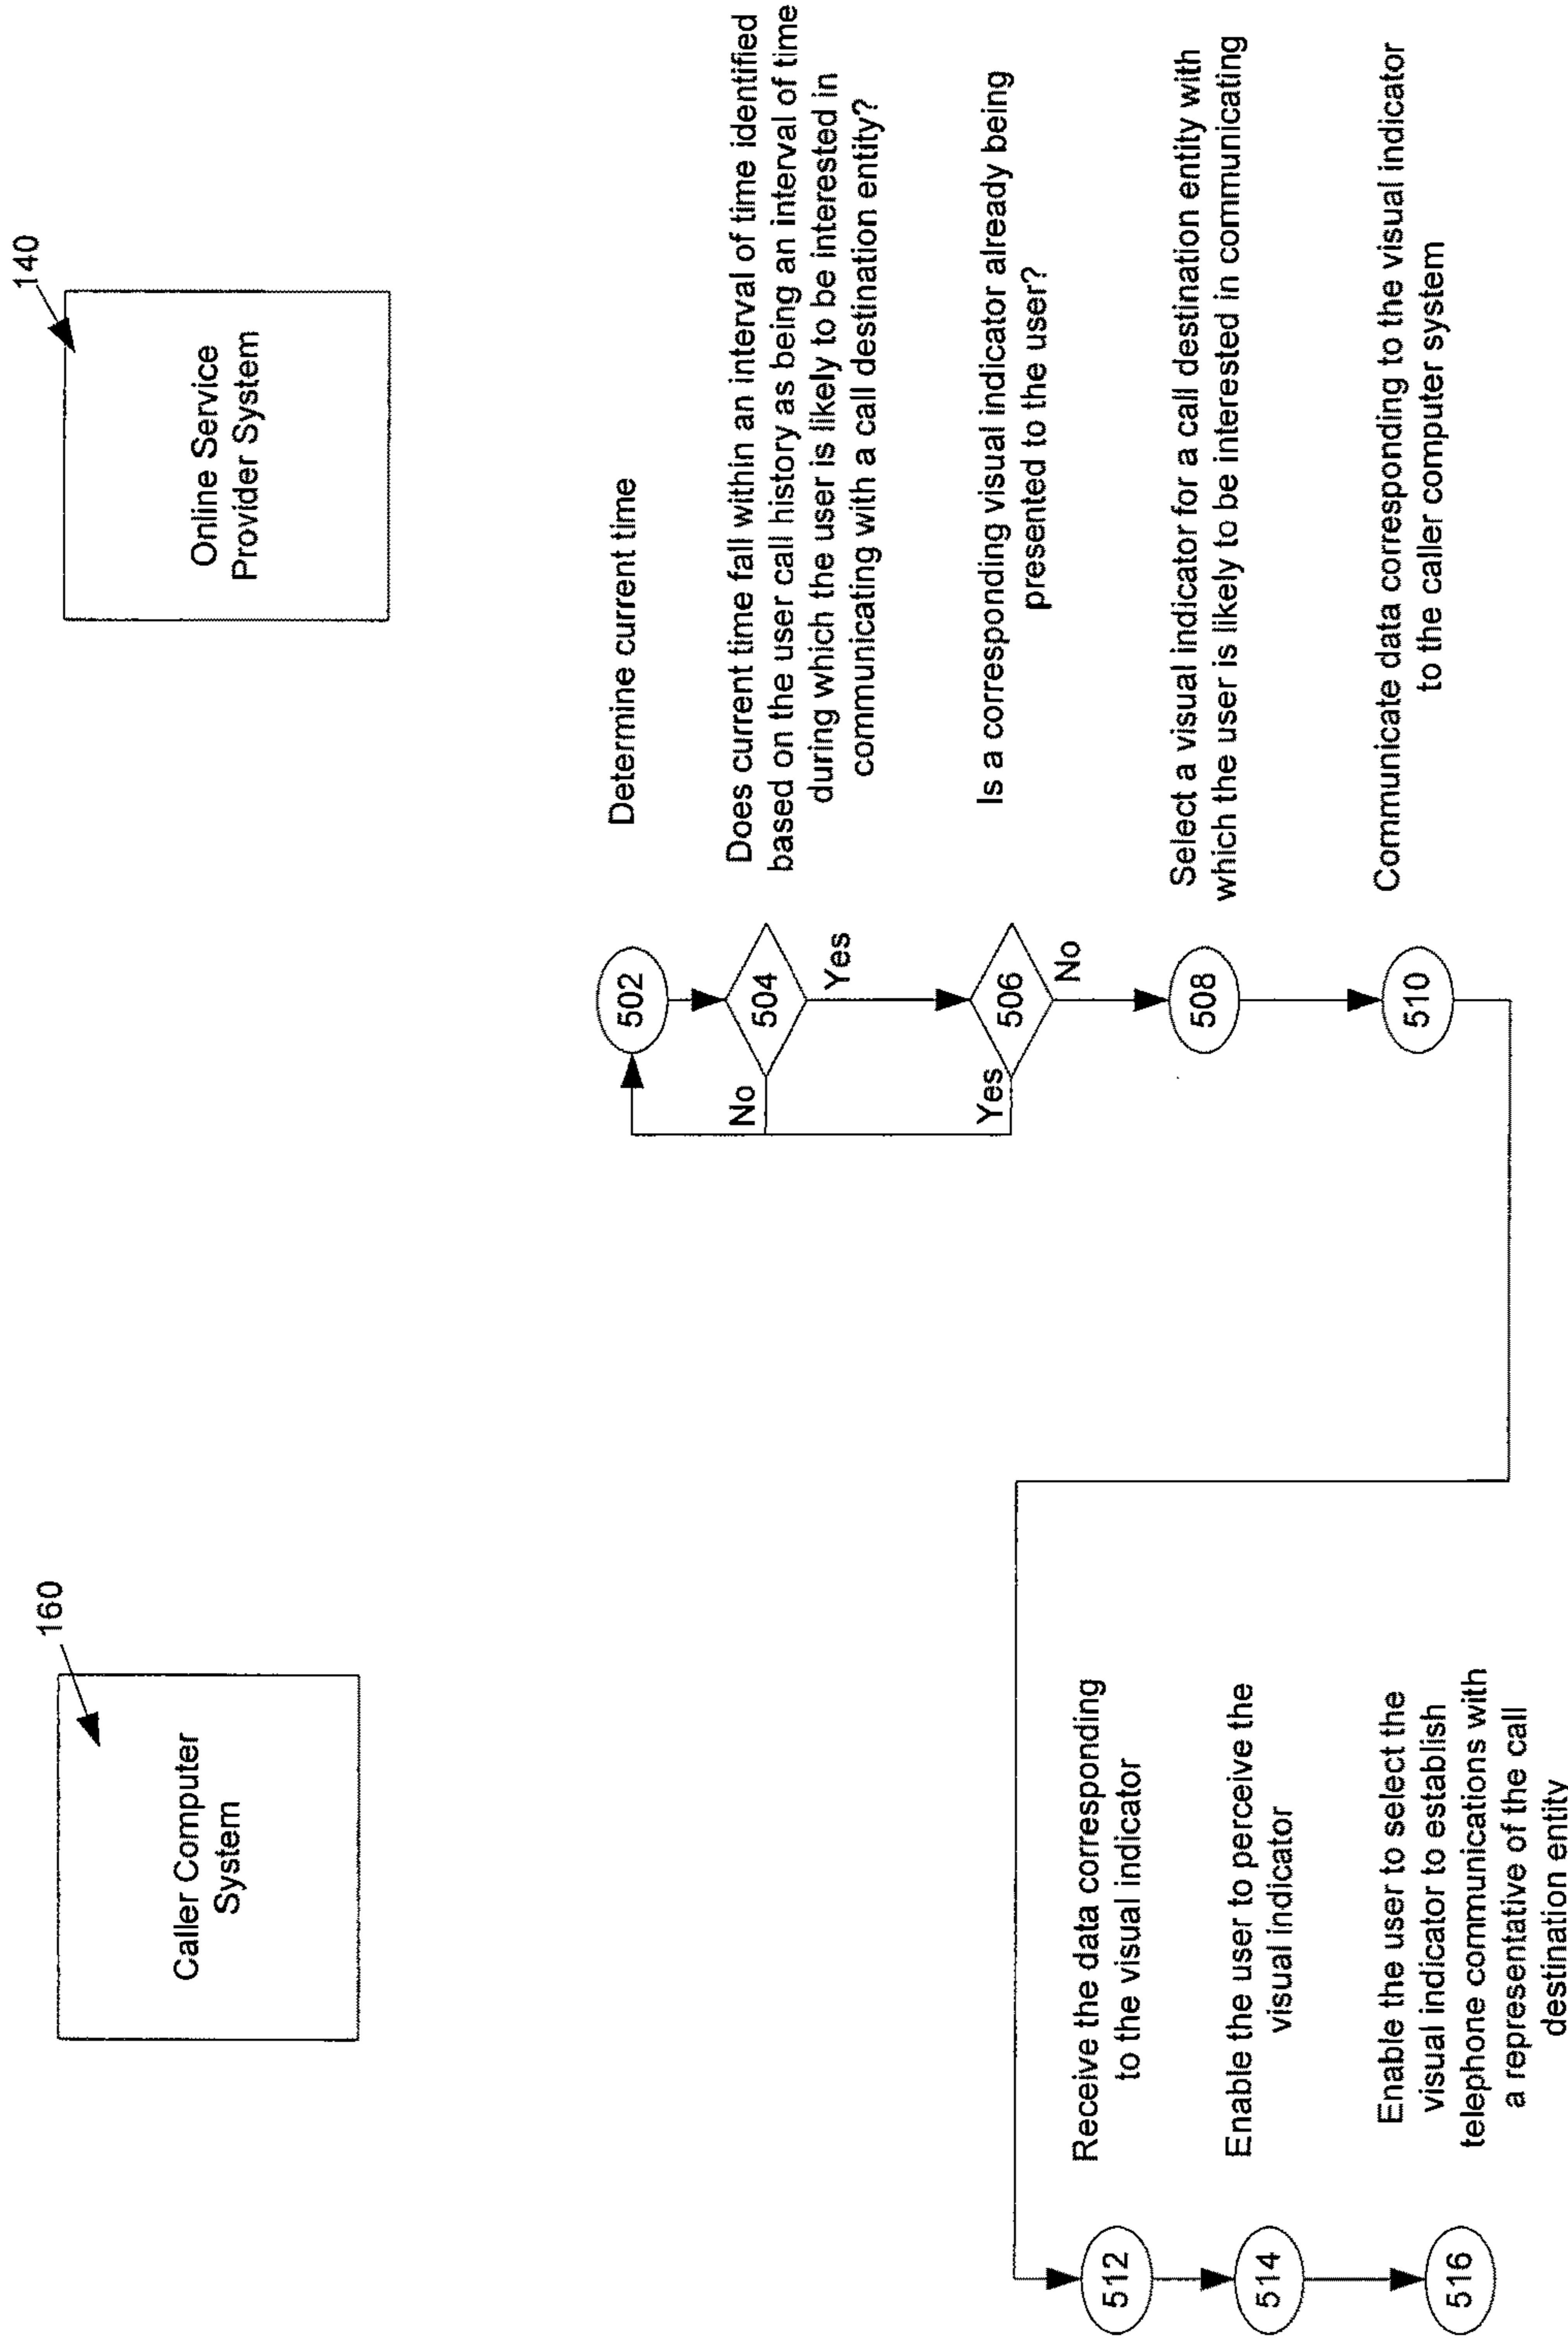 160
Caller Computer
System
140
Online Service
Provider System
502
Determine current time
504
Does current time fall within an interval of time identified
based on the user call history as being an interval of time
during which the user is likely to be interested in
communicating with a call destination entity?
No
Yes
506
Is a corresponding visual indicator already being
presented to the user?
Yes
No
508
Select a visual indicator for a call destination entity with
which the user is likely to be interested in communicating
510
Communicate data corresponding to the visual indicator
to the caller computer system
512
Receive the data corresponding
to the visual indicator
514
Enable the user to perceive the
visual indicator
516
Enable the user to select the
visual indicator to establish
telephone communications with
a representative of the call
destination entity